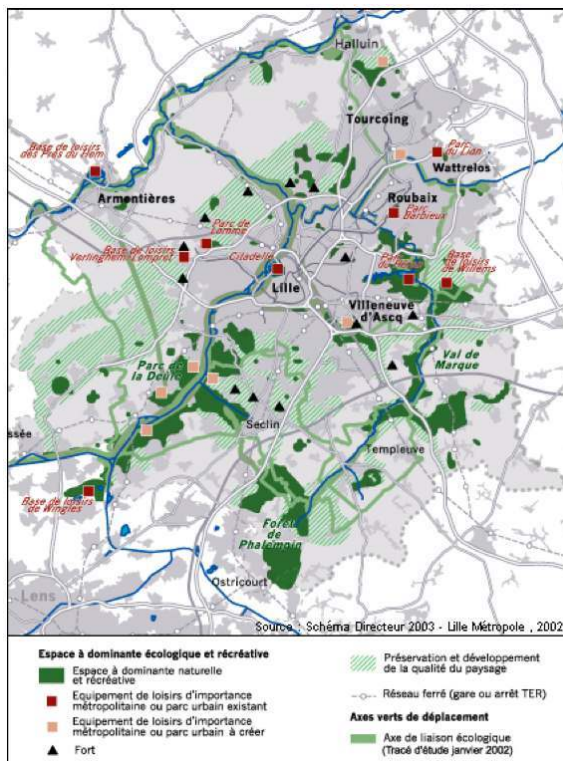 Halluin
Tourcoing
Base de loisirs
des Prés du Hem
Parc
du Lion
Wattrelos
Armentières
Roubaix
Parc
Barbieux
Parc de
Lomme
Base de loisirs
Verlinghem Lompret
Citadelle
Parc du
Base
de loisirs
de Willems
Lille
Villeneuve
d'Ascq
Parc de
la Deûle
Val de
Marque
Seclin
ssée
Templeuve
Base de loisirs
de Wingles
Forêt
de
Phalempin
Ostricourt
Lens
Source : Schéma Directeur 2003 - Lille Métropole , 2002
Espace à dominante écologique et récréative
Espace à dominante naturelle
et récréative
Equipement de loisirs d'importance
métropolitaine ou parc urbain existant
Equipement de loisirs d'importance
métropolitaine ou parc urbain à créer
Fort
Préservation et développement
de la qualité du paysage
Réseau ferré (gare ou arrêt TER)
Axes verts de déplacement
Axe de liaison écologique
(Tracé d'étude janvier 2002)